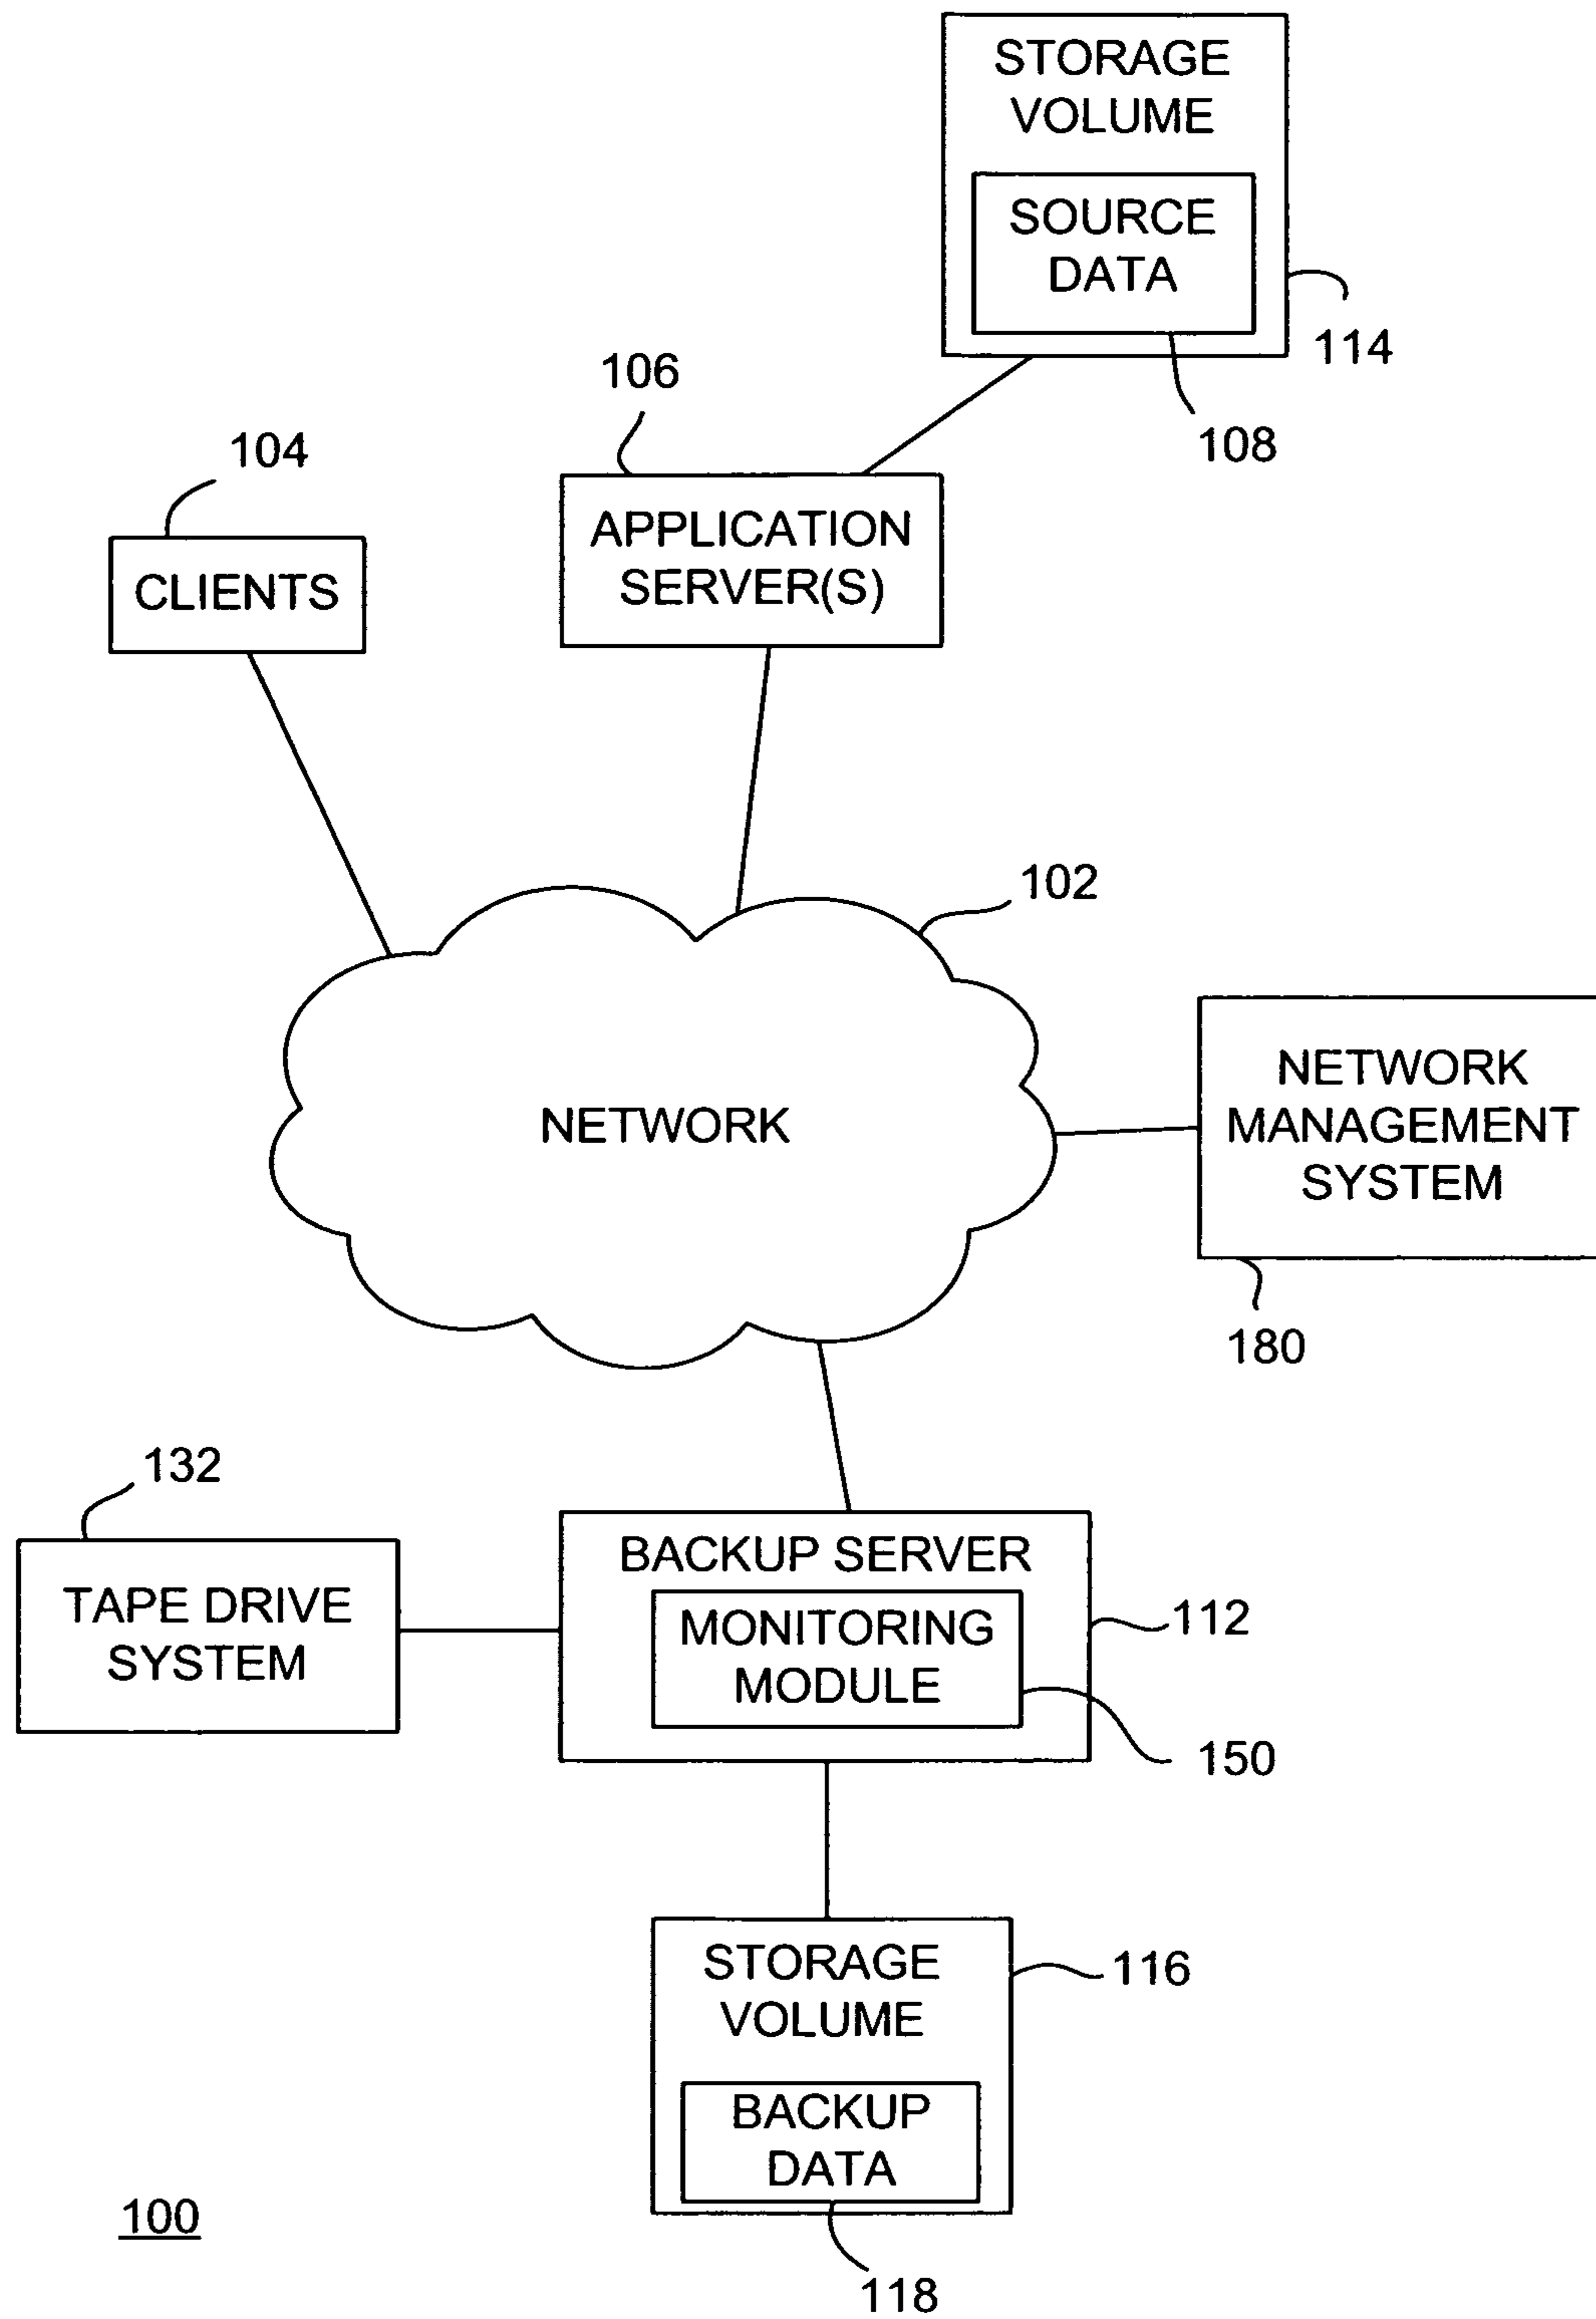 STORAGE
VOLUME
SOURCE
DATA
114
108
106
APPLICATION
SERVER(S)
104
CLIENTS
102
NETWORK
NETWORK
MANAGEMENT
SYSTEM
180
132
TAPE DRIVE
SYSTEM
BACKUP SERVER
MONITORING
MODULE
112
150
STORAGE
VOLUME
116
BACKUP
DATA
118
100